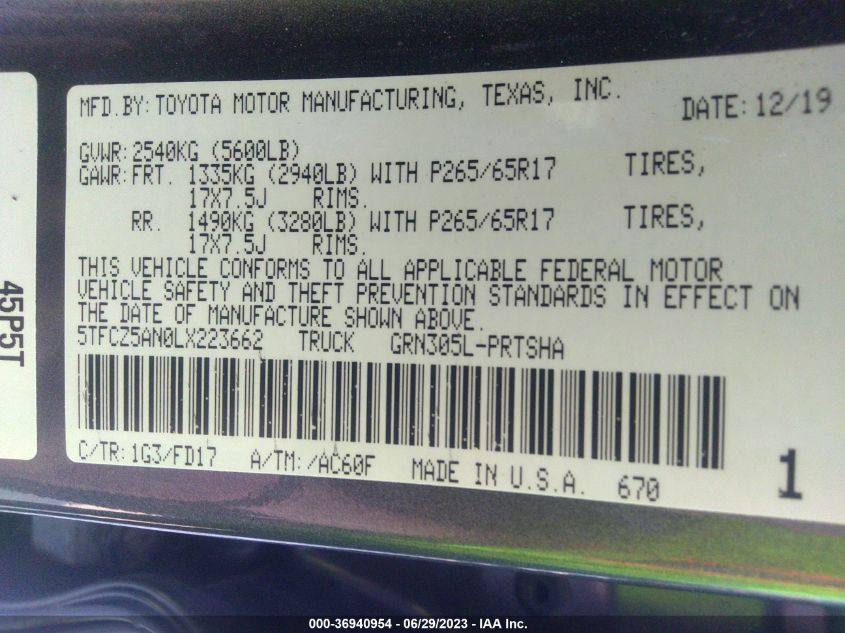 MFD.BY: TOYOTA MOTOR MANUFACTURING, TEXAS, INC. DATE: 12/19
GVWR: 2540KG (5600LB)
GAWR: FRT. 1335KG (2940LB) WITH P265/65R17 TIRES,
17X7.5J RIMS.
RR. 1490KG (3280LB) WITH P265/65R17 TIRES,
17X7.5J RIMS.
THIS VEHICLE CONFORMS TO ALL APPLICABLE FEDERAL MOTOR
VEHICLE SAFETY AND THEFT PREVENTION STANDARDS IN EFFECT ON
THE DATE OF MANUFACTURE SHOWN ABOVE.
5TFCZ5AN0LX223662 TRUCK GRN305L-PRTSHA
C/TR: 1G3/FD17 A/TM: /AC60F MADE IN U.S.A. 670 1
45P5T
000-36940954 - 06/29/2023 - IAA Inc.